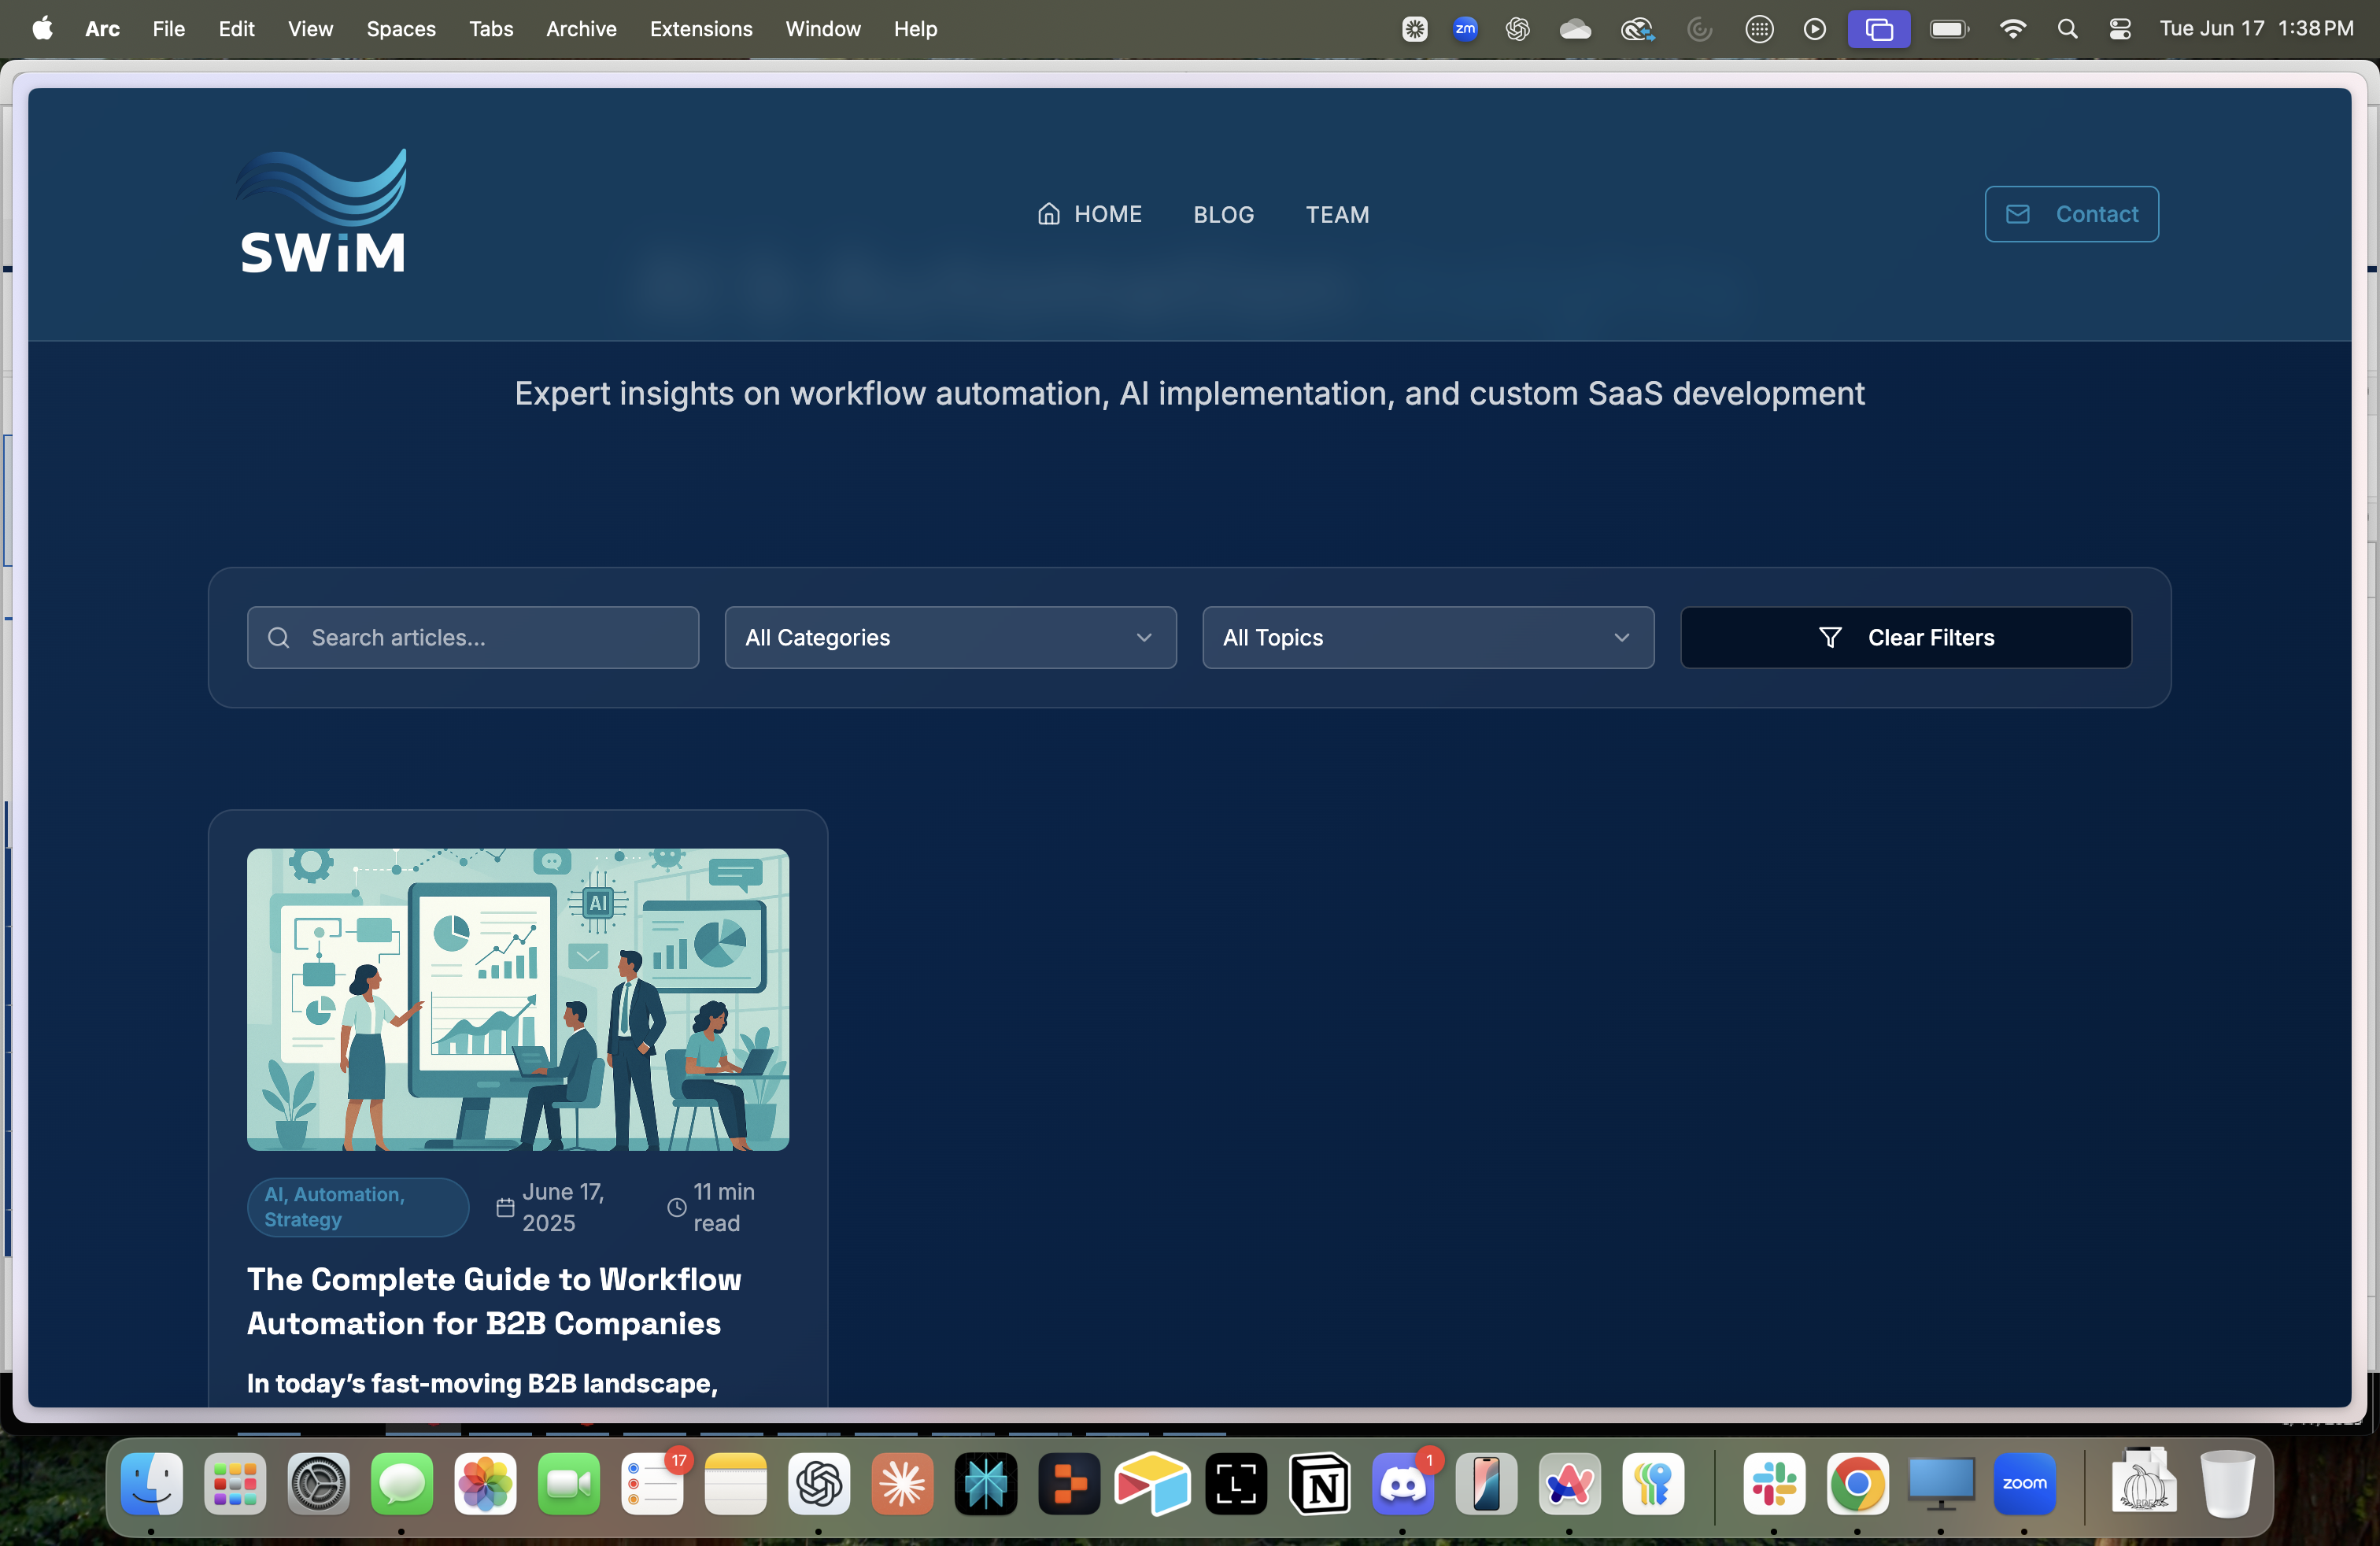 Arc File Edit View Spaces Tabs Archive Extensions Window Help zm Tue Jun 17 1:38 PM
SWiM
HOME BLOG TEAM
Contact
Expert insights on workflow automation, AI implementation, and custom SaaS development
Search articles...
All Categories
All Topics
Clear Filters
AI
AI, Automation,
Strategy
June 17,
2025
11 min
read
The Complete Guide to Workflow
Automation for B2B Companies
In today’s fast-moving B2B landscape,
17
L
N
1
zoom